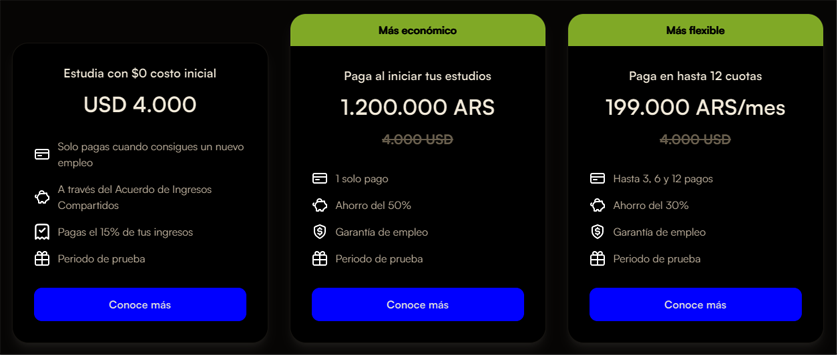 Estudia con $0 costo inicial
USD 4.000
Solo pagas cuando consigues un nuevo
empleo
A través del Acuerdo de Ingresos
Compartidos
Pagas el 15% de tus ingresos
Periodo de prueba
Conoce más
Más económico
Paga al iniciar tus estudios
1.200.000 ARS
4.000 USD
1 solo pago
Ahorro del 50%
Garantía de empleo
Periodo de prueba
Conoce más
Más flexible
Paga en hasta 12 cuotas
199.000 ARS/mes
4.000 USD
Hasta 3, 6 y 12 pagos
Ahorro del 30%
Garantía de empleo
Periodo de prueba
Conoce más